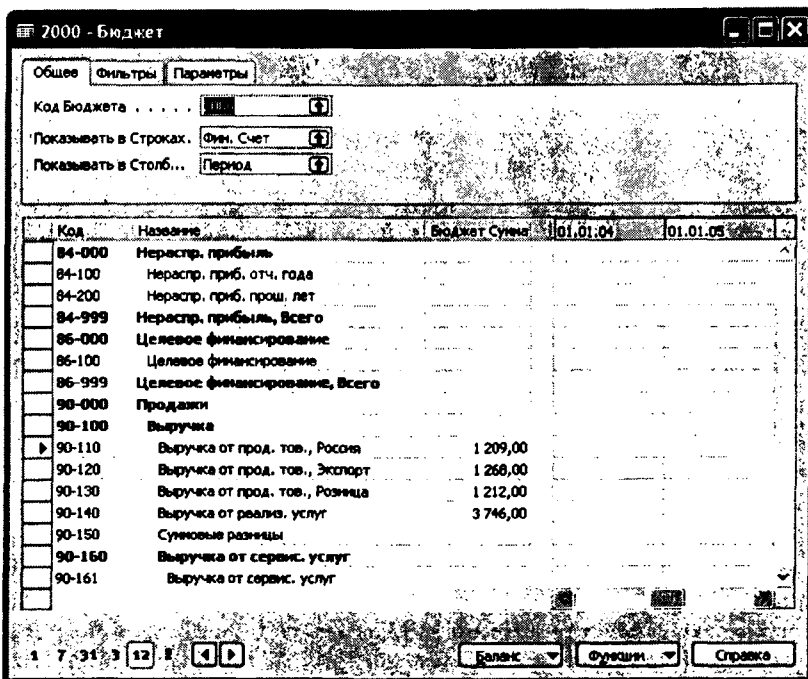 2000 - Бюджет
Общее Фильтры Параметры
Код Бюджета . . . . .
Показывать в Строках. Фин. Счет
Показывать в Столб... Период
Код Название Бюджет Сумма 01.01.04 01.01.05
84-000 Нераспр. прибыль
84-100 Нераспр. приб. отч. года
84-200 Нераспр. приб. прош. лет
84-999 Нераспр. прибыль, Всего
86-000 Целевое финансирование
86-100 Целевое финансирование
86-999 Целевое финансирование, Всего
90-000 Продажи
90-100 Выручка
90-110 Выручка от прод. тов., Россия 1 209,00
90-120 Выручка от прод. тов., Экспорт 1 268,00
90-130 Выручка от прод. тов., Розница 1 212,00
90-140 Выручка от реализ. услуг 3 746,00
90-150 Суммовые разницы
90-160 Выручка от сервис. услуг
90-161 Выручка от сервис. услуг
1 7 31 3 12 Баланс Функции Справка